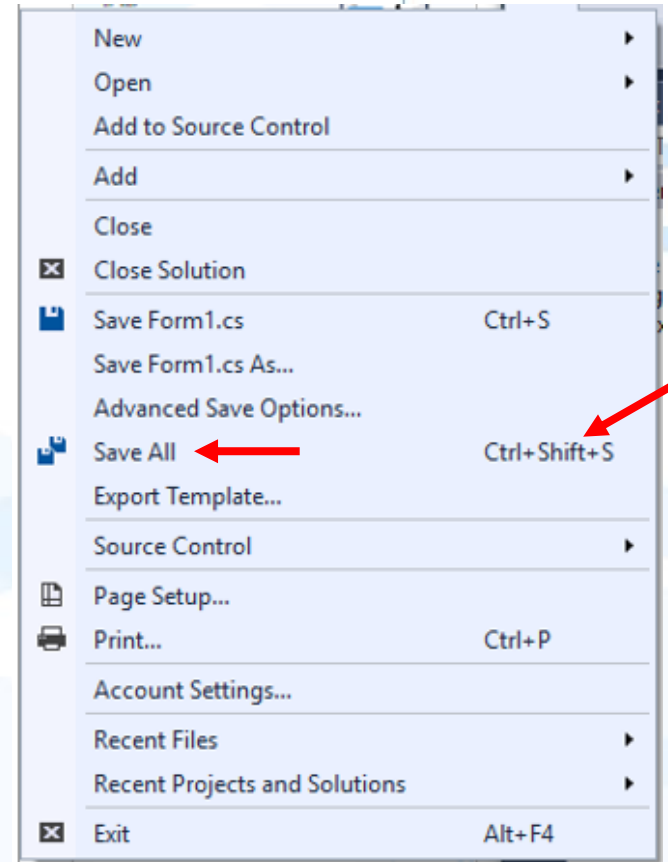 New
Open
Add to Source Control
Add
Close
Close Solution
Save Form1.cs Ctrl+S
Save Form1.cs As...
Advanced Save Options...
Save All Ctrl+Shift+S
Export Template...
Source Control
Page Setup...
Print... Ctrl+P
Account Settings...
Recent Files
Recent Projects and Solutions
Exit Alt+F4